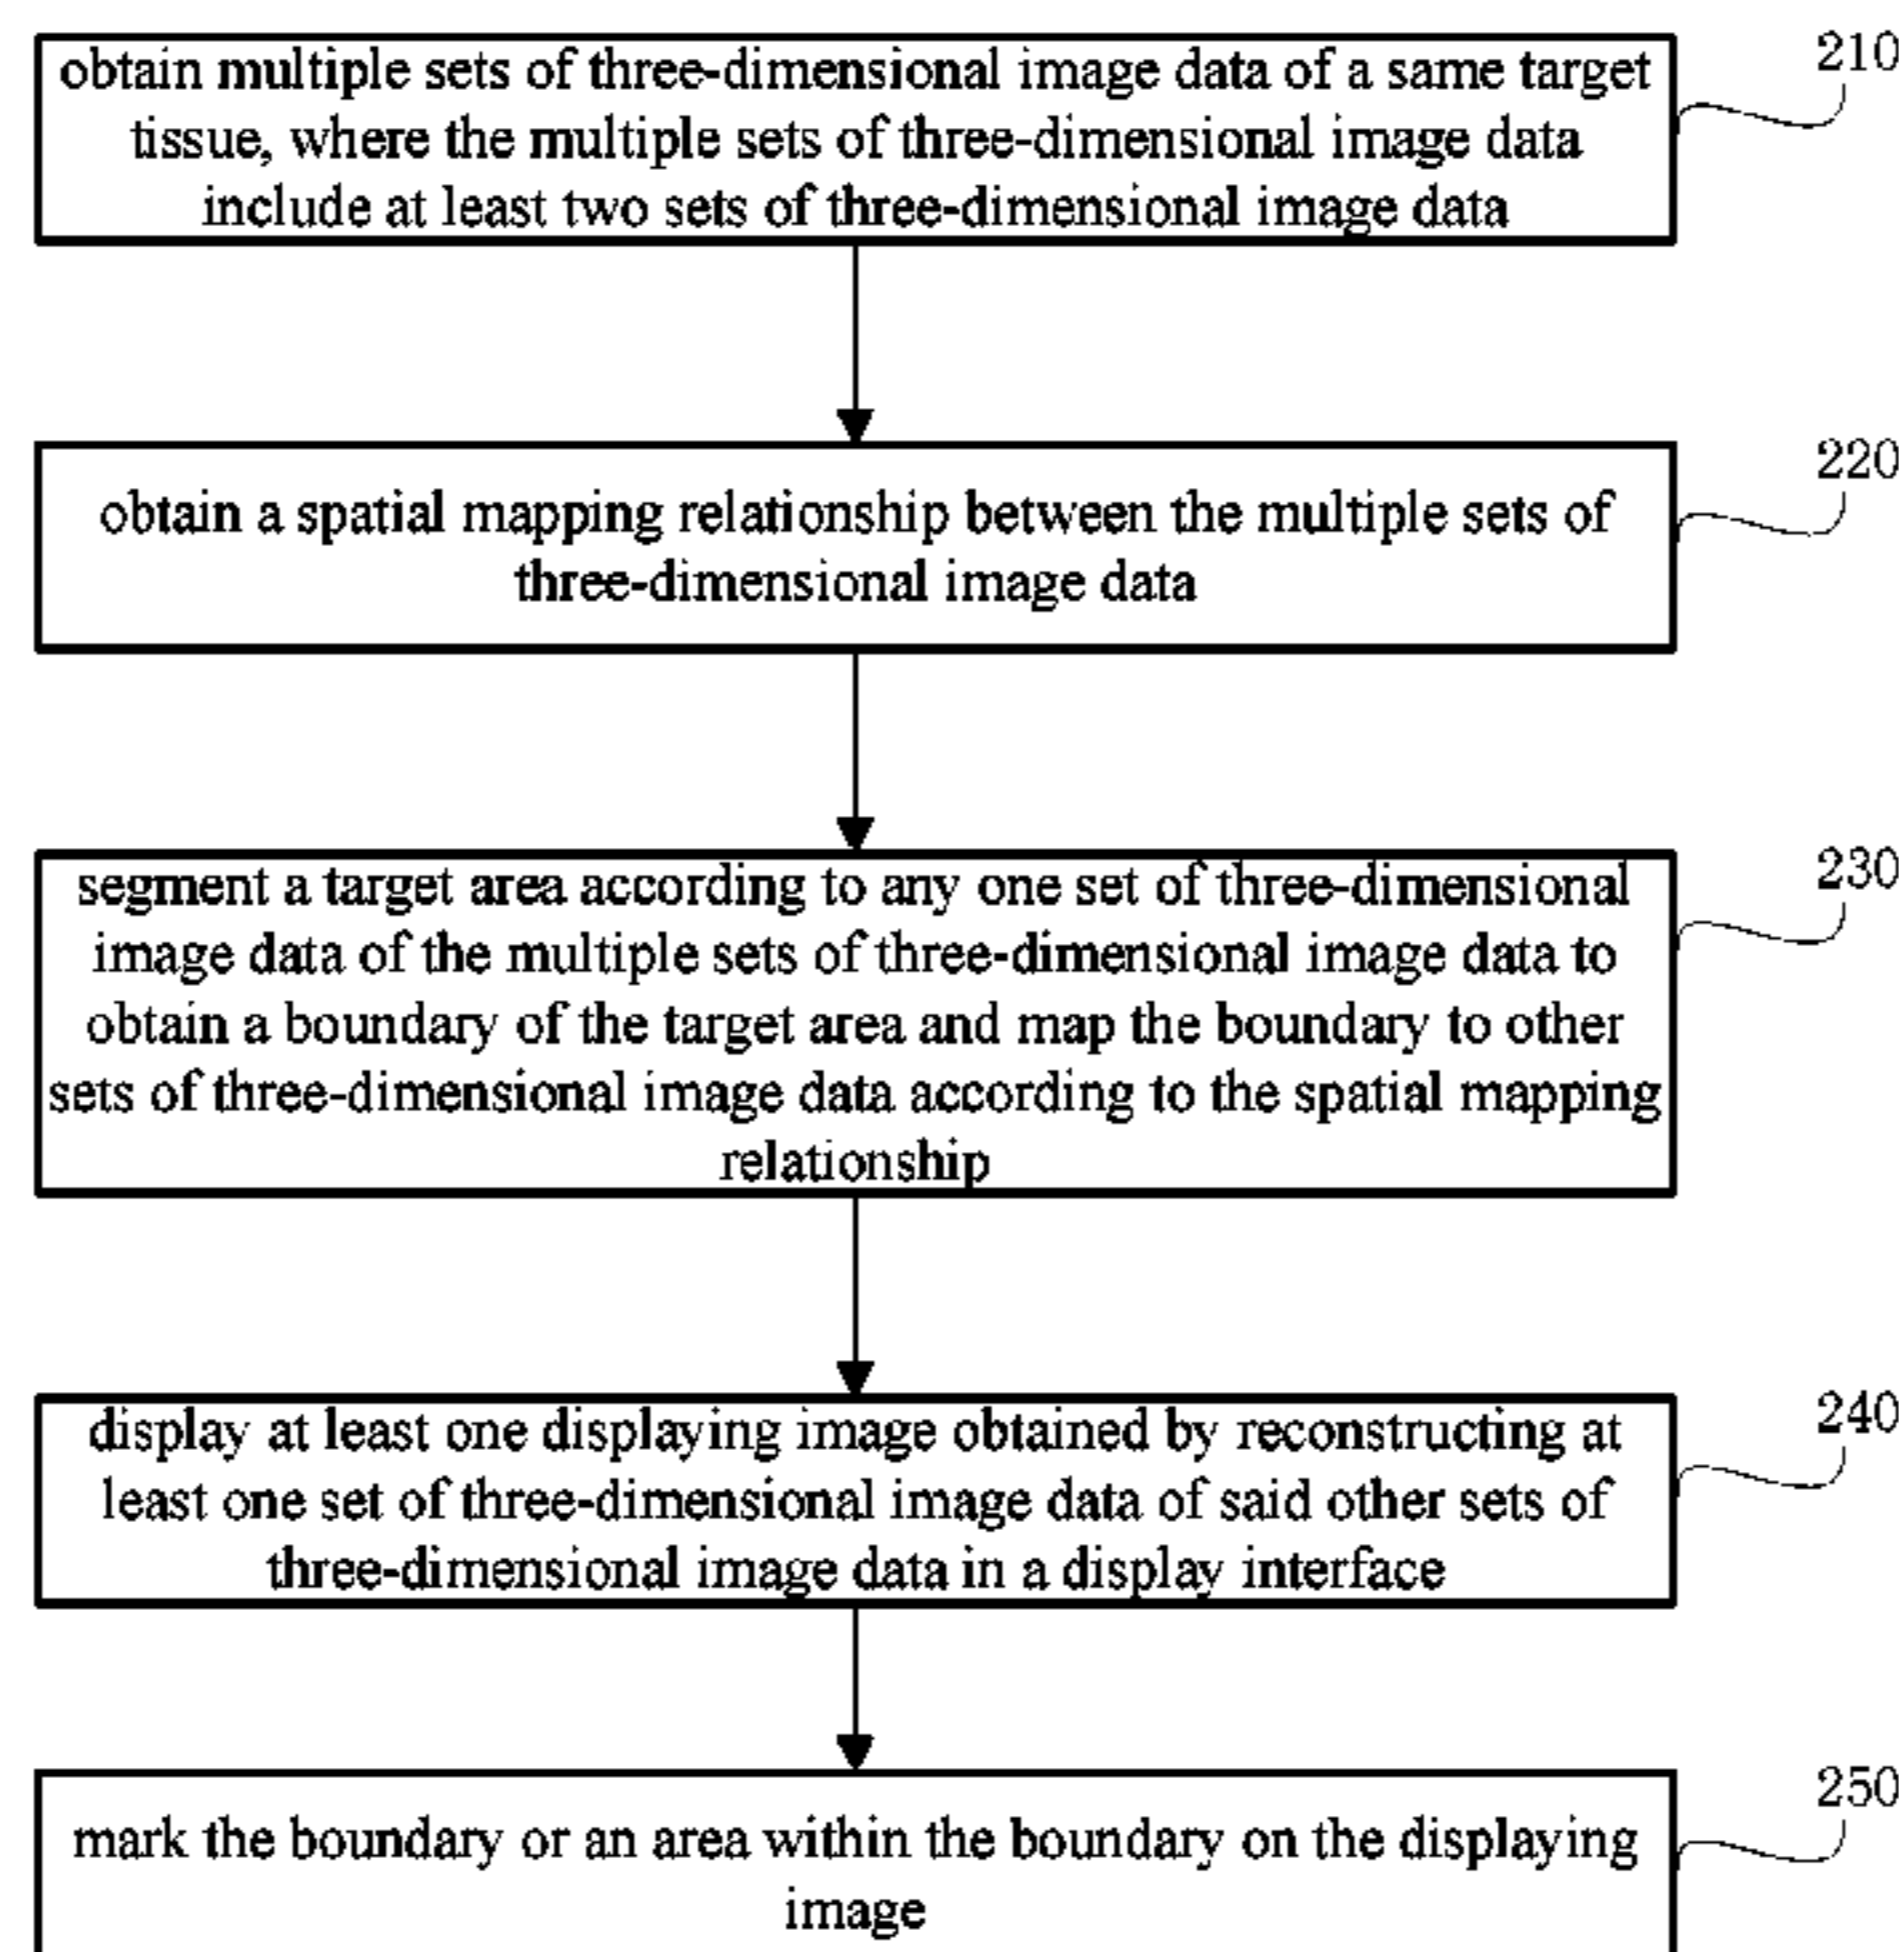 210
obtain multiple sets of three-dimensional image data of a same target
tissue, where the multiple sets of three-dimensional image data
include at least two sets of three-dimensional image data
220
obtain a spatial mapping relationship between the multiple sets of
three-dimensional image data
230
segment a target area according to any one set of three-dimensional
image data of the multiple sets of three-dimensional image data to
obtain a boundary of the target area and map the boundary to other
sets of three-dimensional image data according to the spatial mapping
relationship
240
display at least one displaying image obtained by reconstructing at
least one set of three-dimensional image data of said other sets of
three-dimensional image data in a display interface
250
mark the boundary or an area within the boundary on the displaying
image